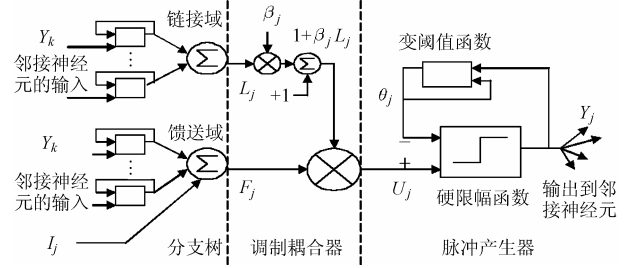 链接域
Y_k
邻接神经
元的输入
∑
β_j
1+β_j L_j
L_j
+1
∑
变阈值函数
θ_j
Y_j
馈送域
Y_k
邻接神经
元的输入
∑
F_j
−
+
U_j
硬限幅函数
输出到邻
接神经元
I_j
分支树
调制耦合器
脉冲产生器